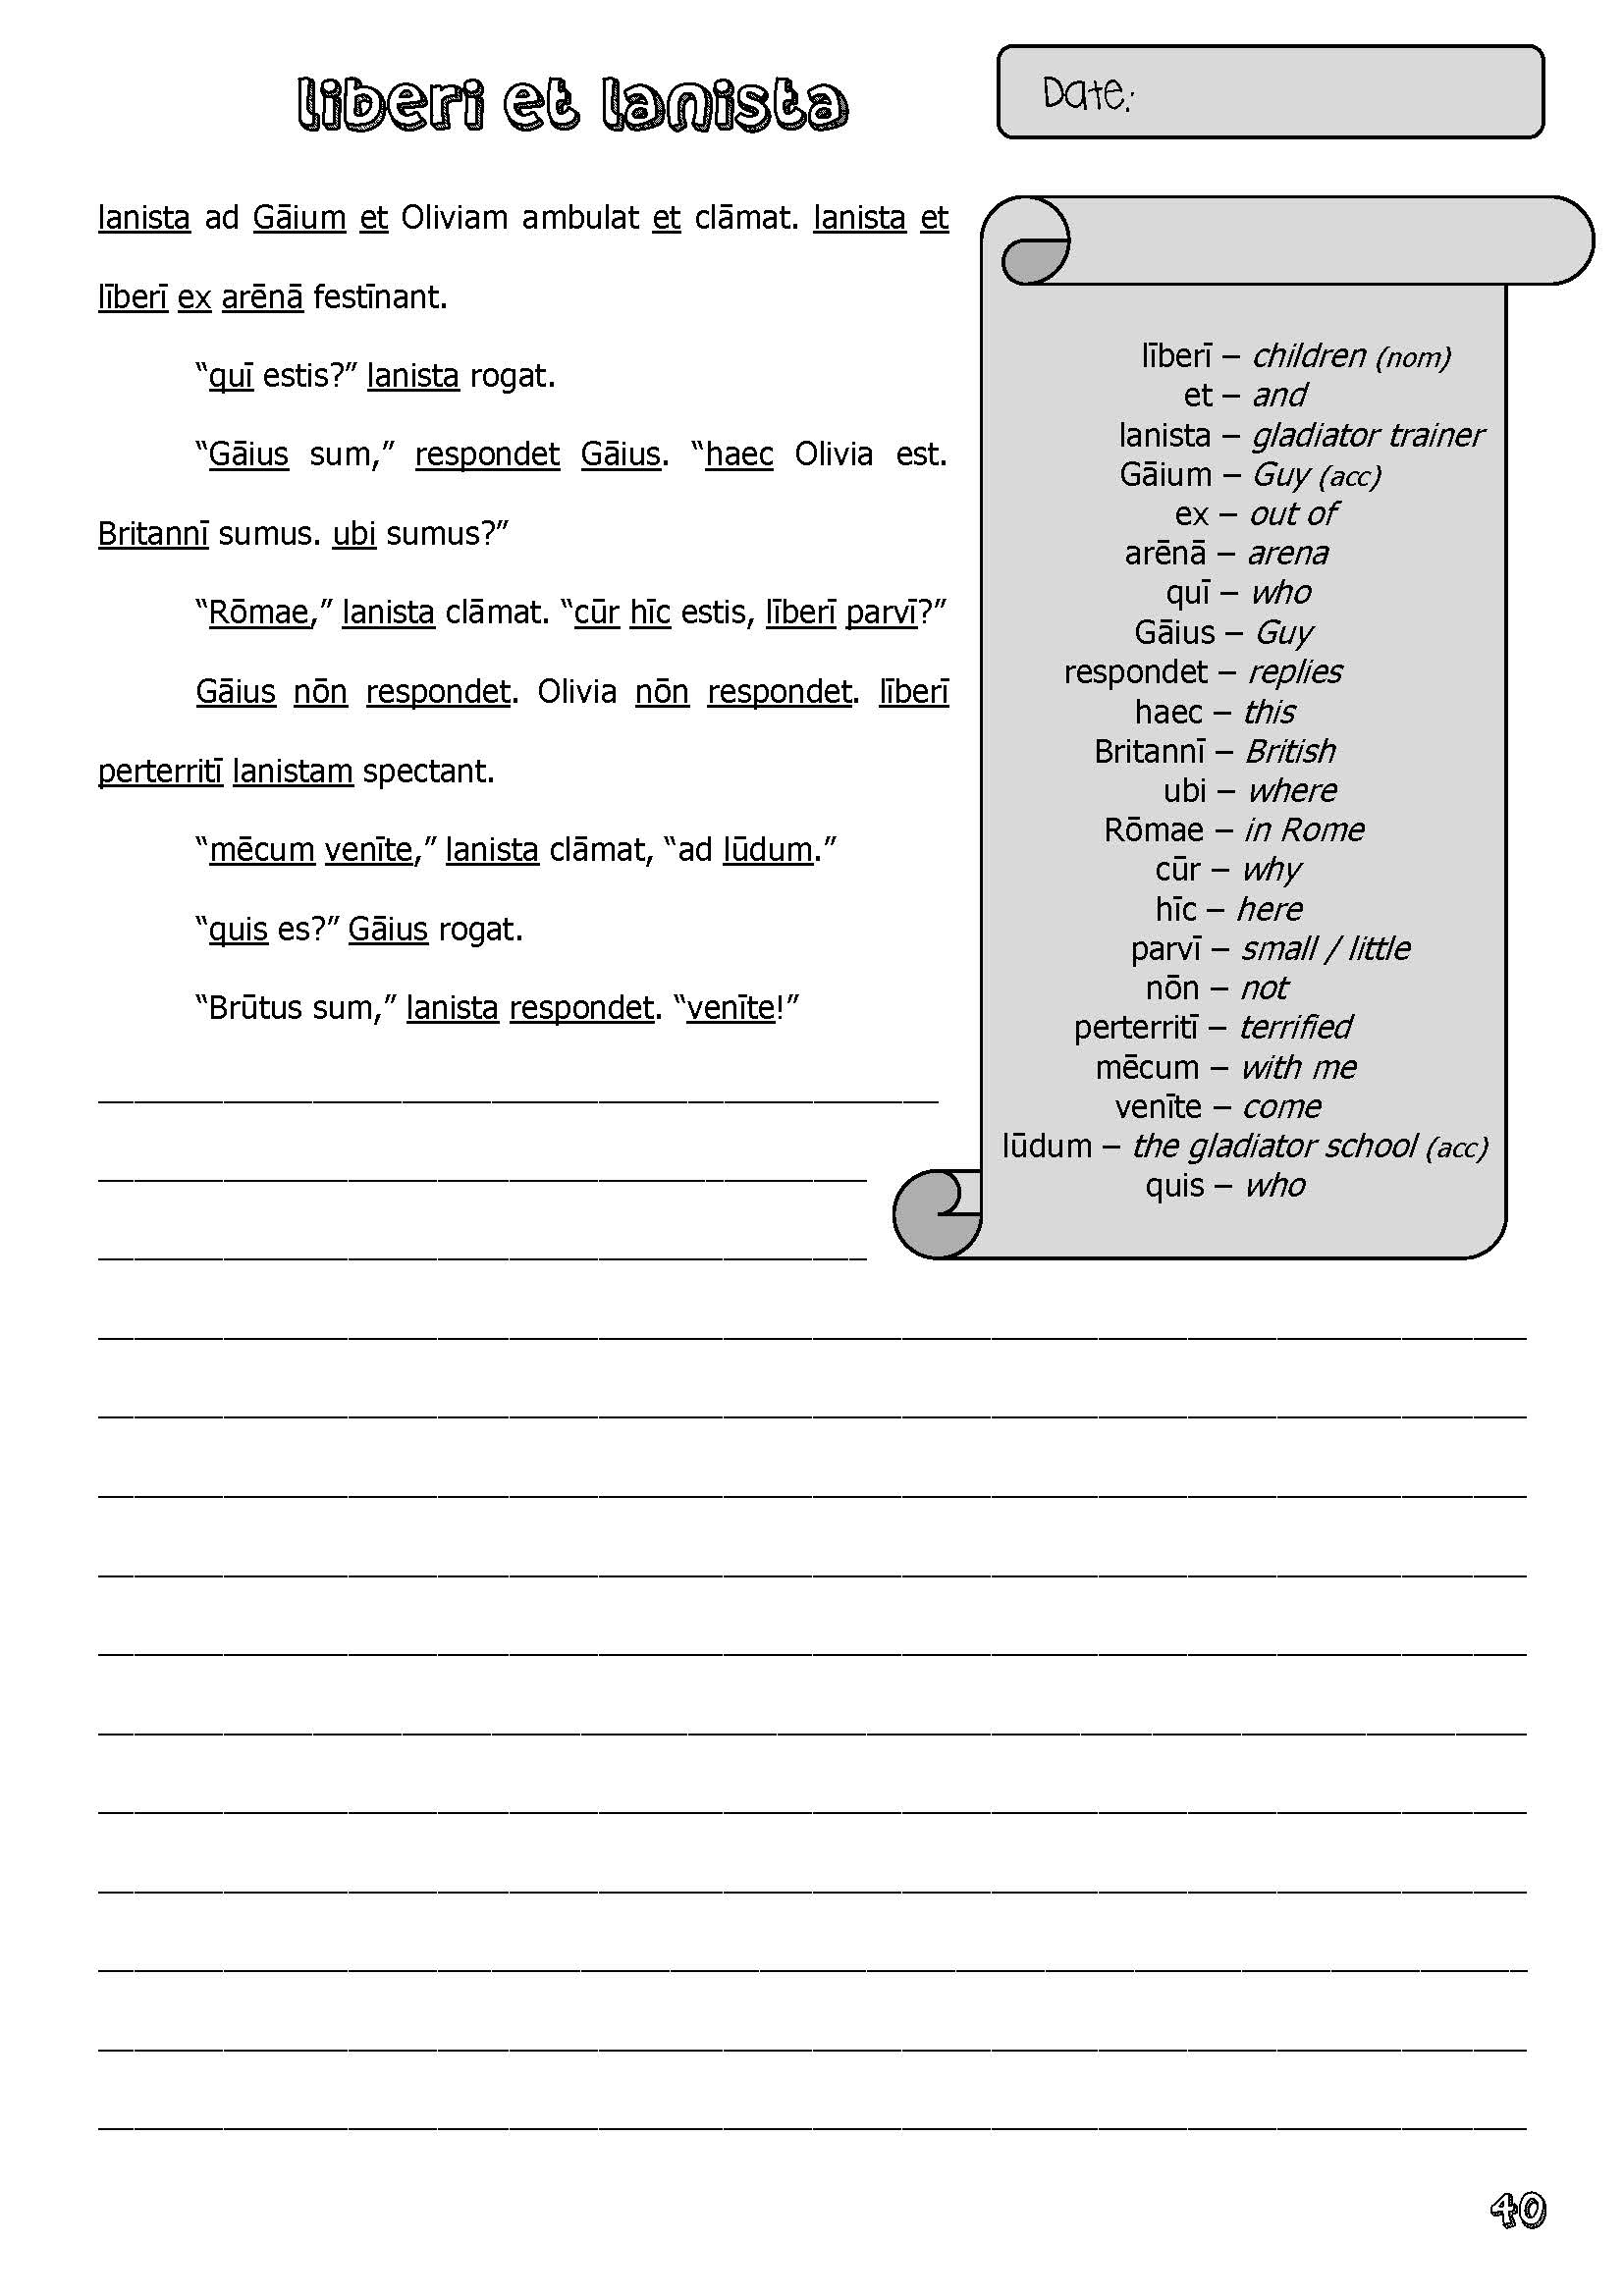 liberi et lanista
Date:
lanista ad Gāium et Oliviam ambulat et clāmat. lanista et
līberī ex arēnā festīnant.
“quī estis?” lanista rogat.
“Gāius sum,” respondet Gāius. “haec Olivia est.
Britannī sumus. ubi sumus?”
“Rōmae,” lanista clāmat. “cūr hīc estis, līberī parvī?”
Gāius nōn respondet. Olivia nōn respondet. līberī
perterritī lanistam spectant.
“mēcum venīte,” lanista clāmat, “ad lūdum.”
“quis es?” Gāius rogat.
“Brūtus sum,” lanista respondet. “venīte!”
līberī – children (nom)
et – and
lanista – gladiator trainer
Gāium – Guy (acc)
ex – out of
arēnā – arena
quī – who
Gāius – Guy
respondet – replies
haec – this
Britannī – British
ubi – where
Rōmae – in Rome
cūr – why
hīc – here
parvī – small / little
nōn – not
perterritī – terrified
mēcum – with me
venīte – come
lūdum – the gladiator school (acc)
quis – who
40